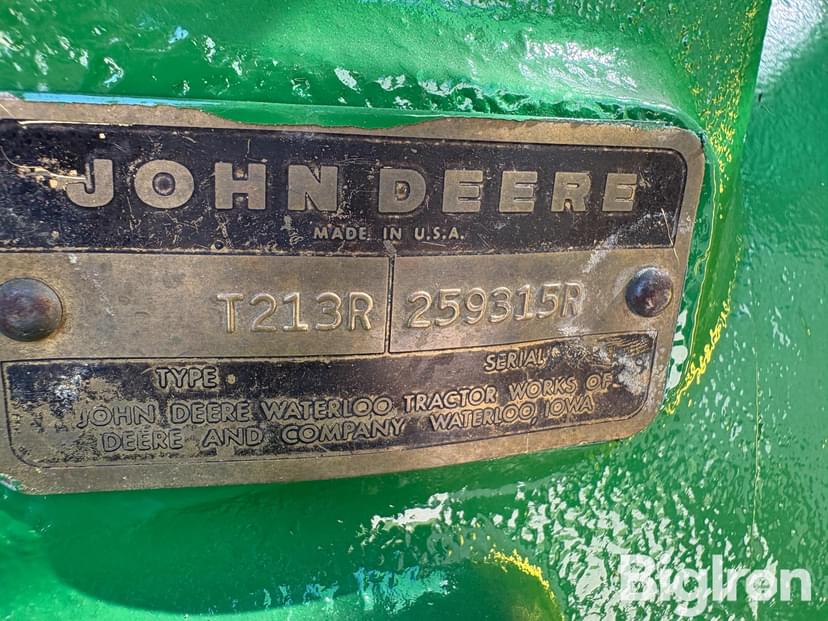 JOHN DEERE
MADE IN U.S.A.
T213R 259315R
TYPE SERIAL
JOHN DEERE WATERLOO TRACTOR WORKS OF
DEERE AND COMPANY WATERLOO, IOWA
BigIron